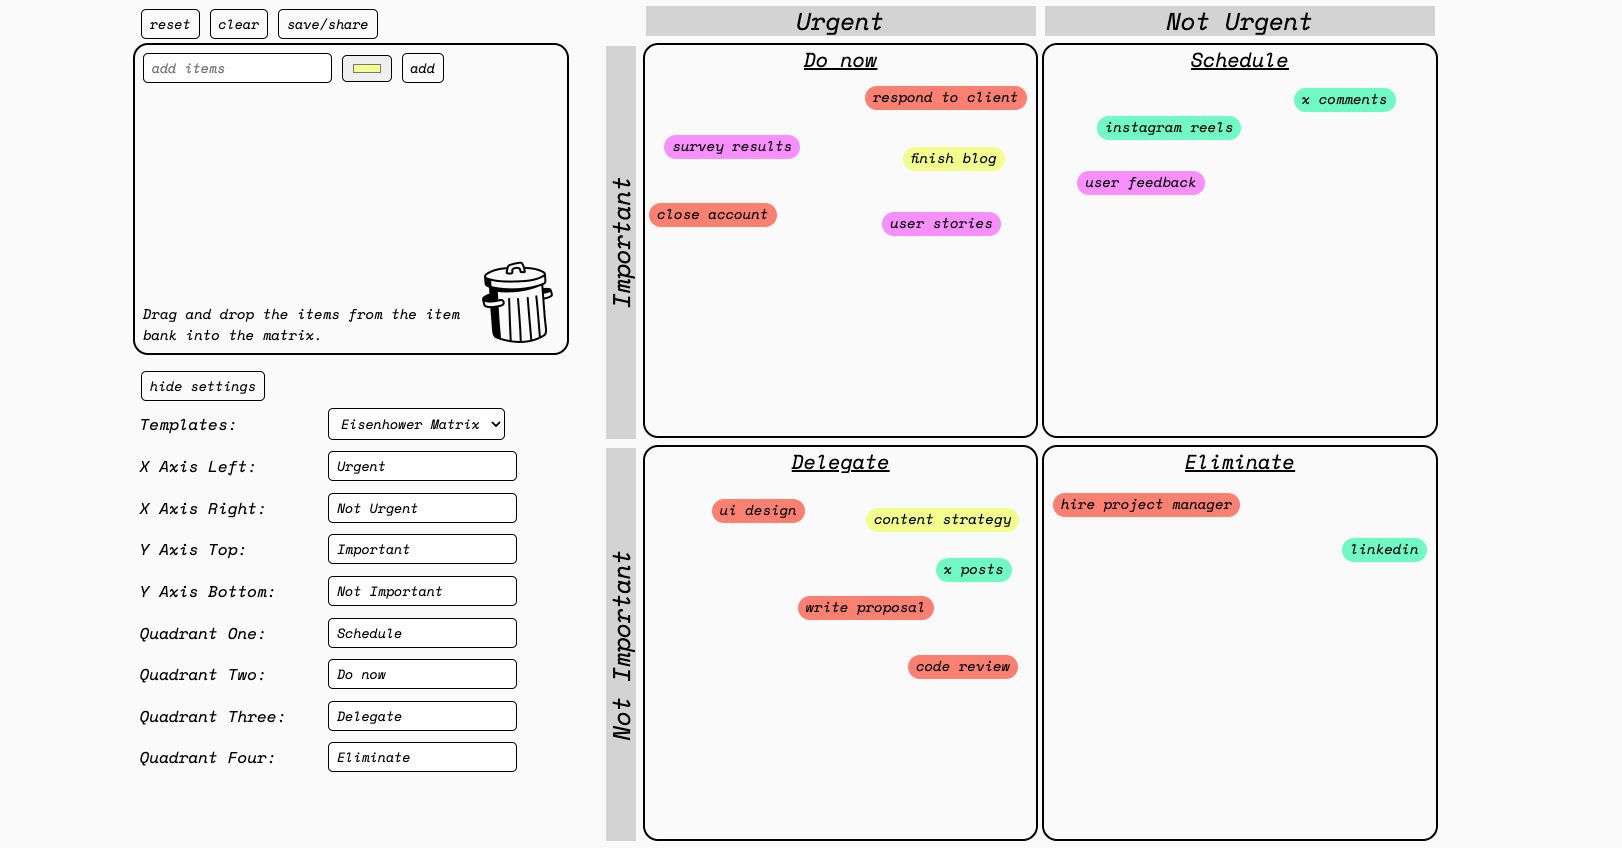 reset clear save/share
add items add
Drag and drop the items from the item
bank into the matrix.
hide settings
Templates: Eisenhower Matrix
X Axis Left: Urgent
X Axis Right: Not Urgent
Y Axis Top: Important
Y Axis Bottom: Not Important
Quadrant One: Schedule
Quadrant Two: Do now
Quadrant Three: Delegate
Quadrant Four: Eliminate
Urgent
Not Urgent
Important
Do now
respond to client
survey results
finish blog
close account
user stories
Schedule
x comments
instagram reels
user feedback
Not Important
Delegate
ui design
content strategy
x posts
write proposal
code review
Eliminate
hire project manager
linkedin